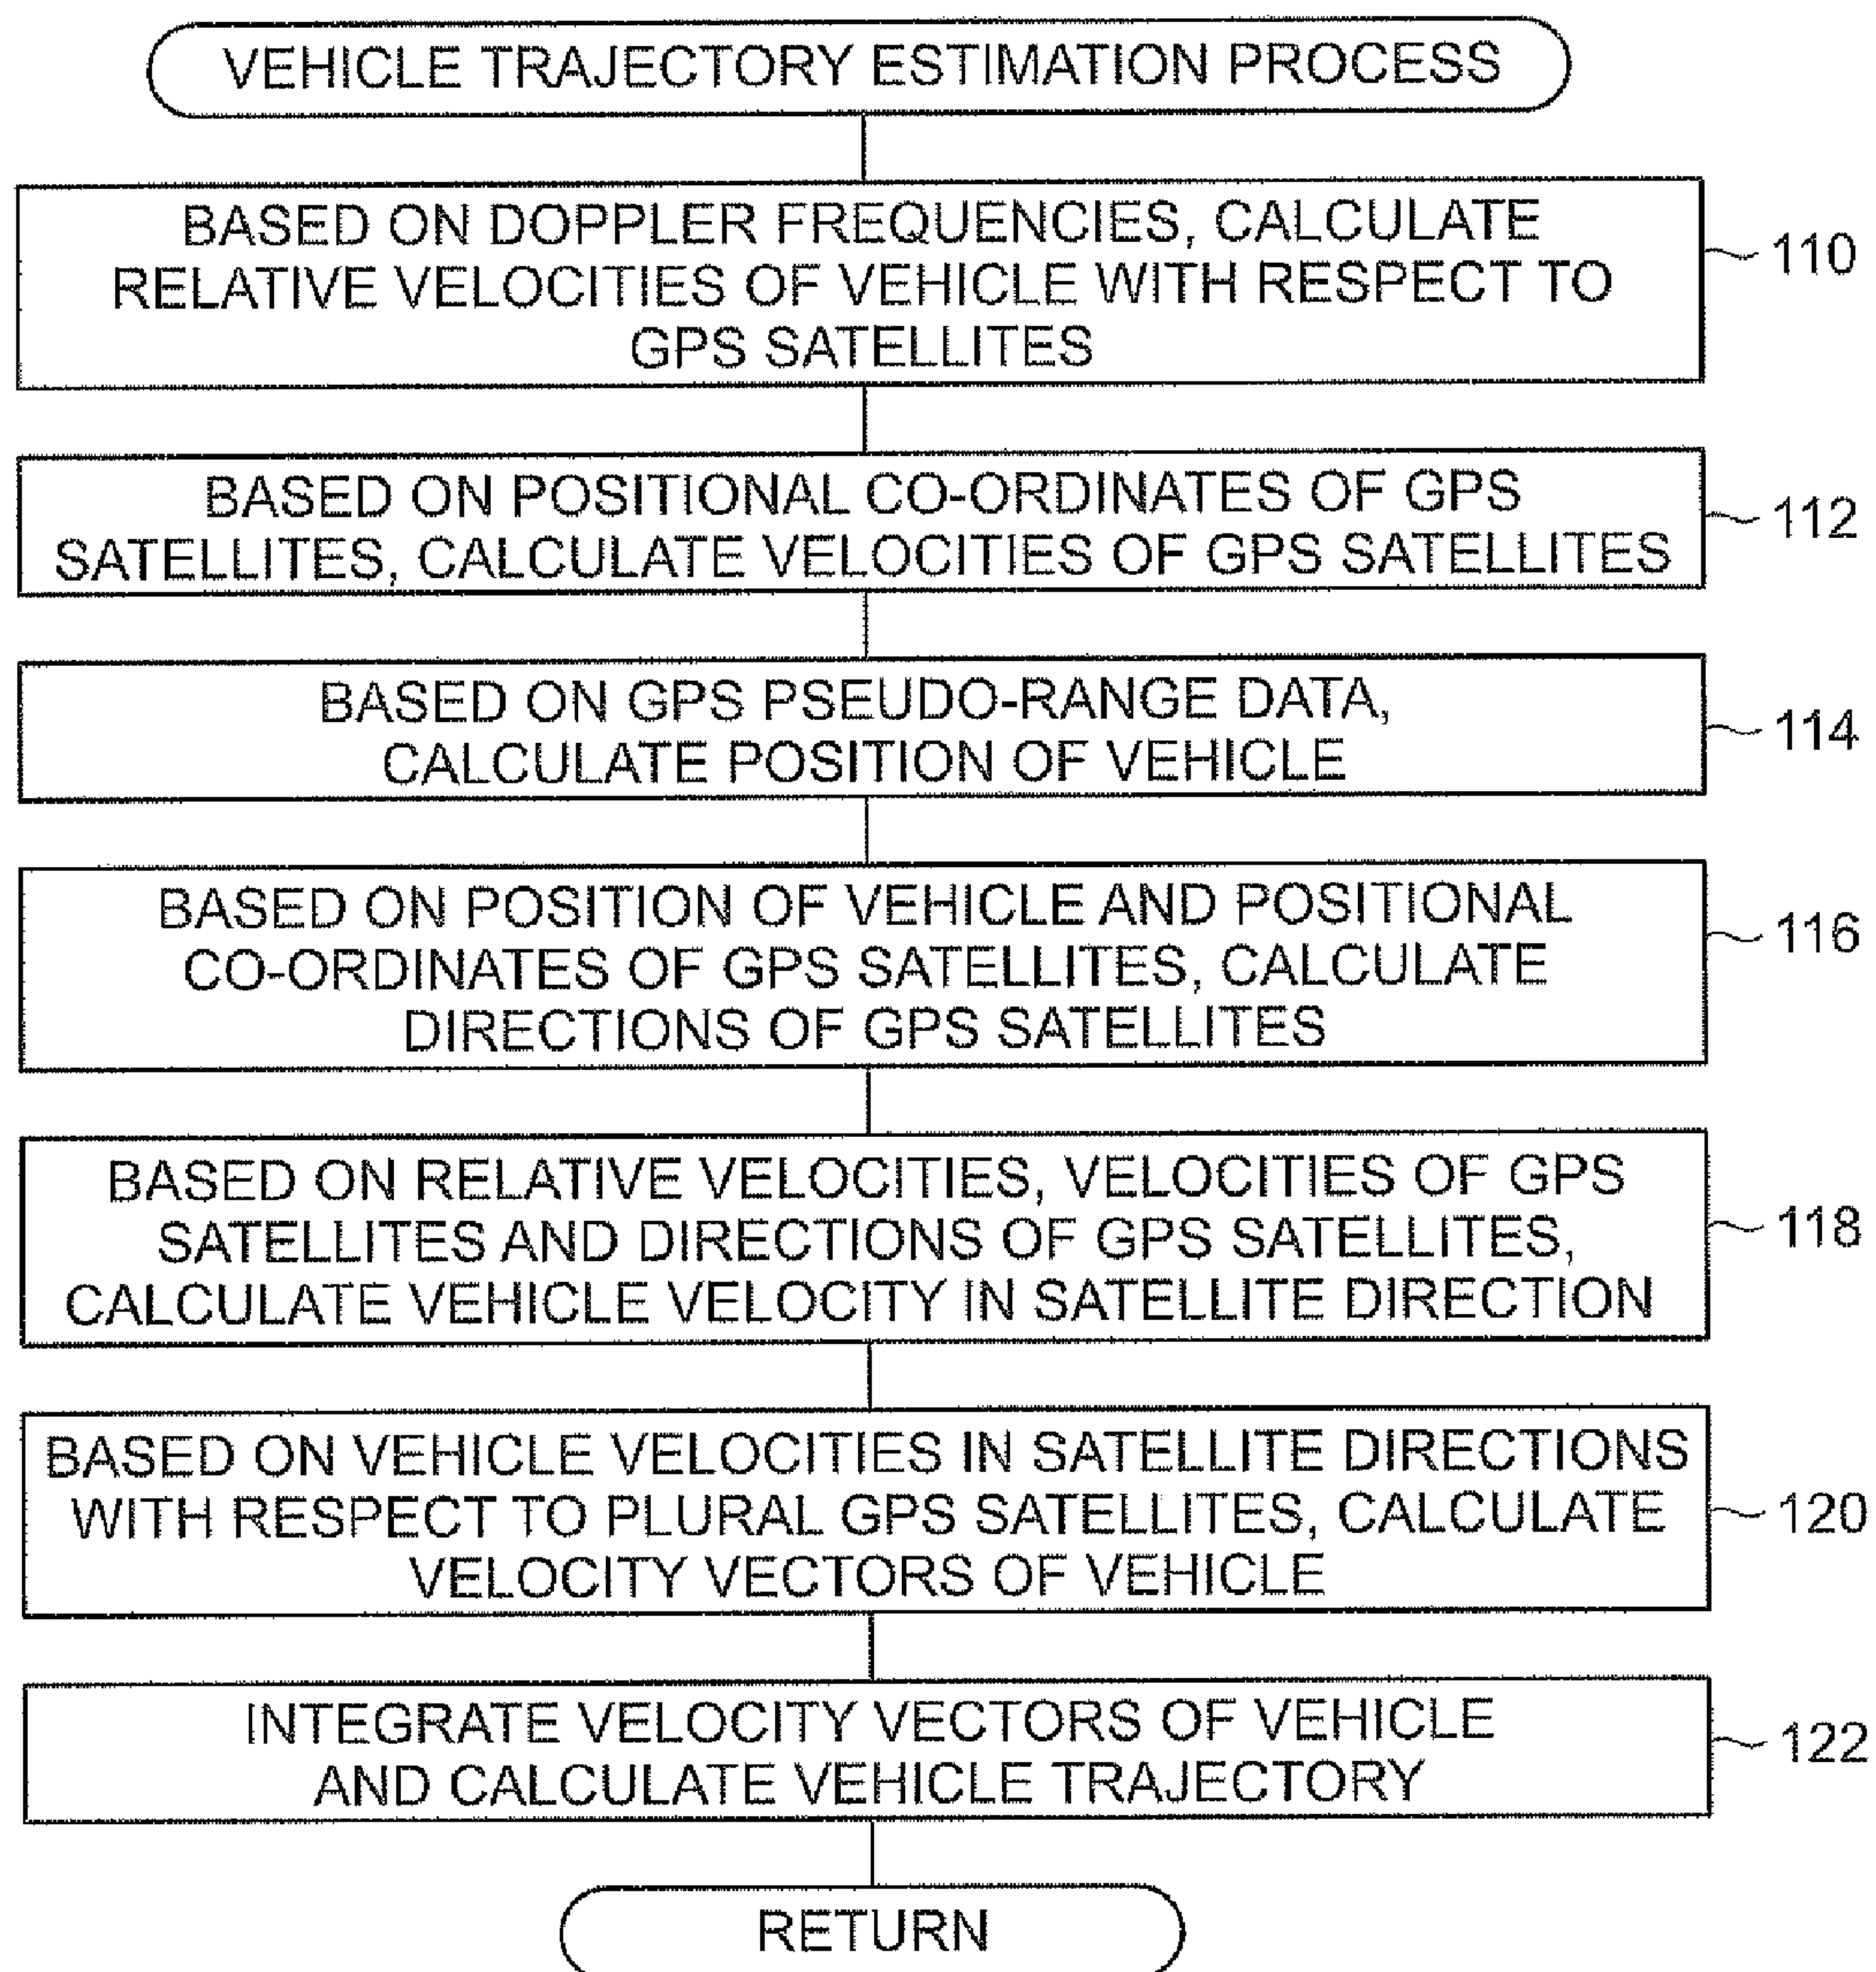 VEHICLE TRAJECTORY ESTIMATION PROCESS
BASED ON DOPPLER FREQUENCIES, CALCULATE
RELATIVE VELOCITIES OF VEHICLE WITH RESPECT TO
GPS SATELLITES
110
BASED ON POSITIONAL CO-ORDINATES OF GPS
SATELLITES, CALCULATE VELOCITIES OF GPS SATELLITES
112
BASED ON GPS PSEUDO-RANGE DATA,
CALCULATE POSITION OF VEHICLE
114
BASED ON POSITION OF VEHICLE AND POSITIONAL
CO-ORDINATES OF GPS SATELLITES, CALCULATE
DIRECTIONS OF GPS SATELLITES
116
BASED ON RELATIVE VELOCITIES, VELOCITIES OF GPS
SATELLITES AND DIRECTIONS OF GPS SATELLITES,
CALCULATE VEHICLE VELOCITY IN SATELLITE DIRECTION
118
BASED ON VEHICLE VELOCITIES IN SATELLITE DIRECTIONS
WITH RESPECT TO PLURAL GPS SATELLITES, CALCULATE
VELOCITY VECTORS OF VEHICLE
120
INTEGRATE VELOCITY VECTORS OF VEHICLE
AND CALCULATE VEHICLE TRAJECTORY
122
RETURN